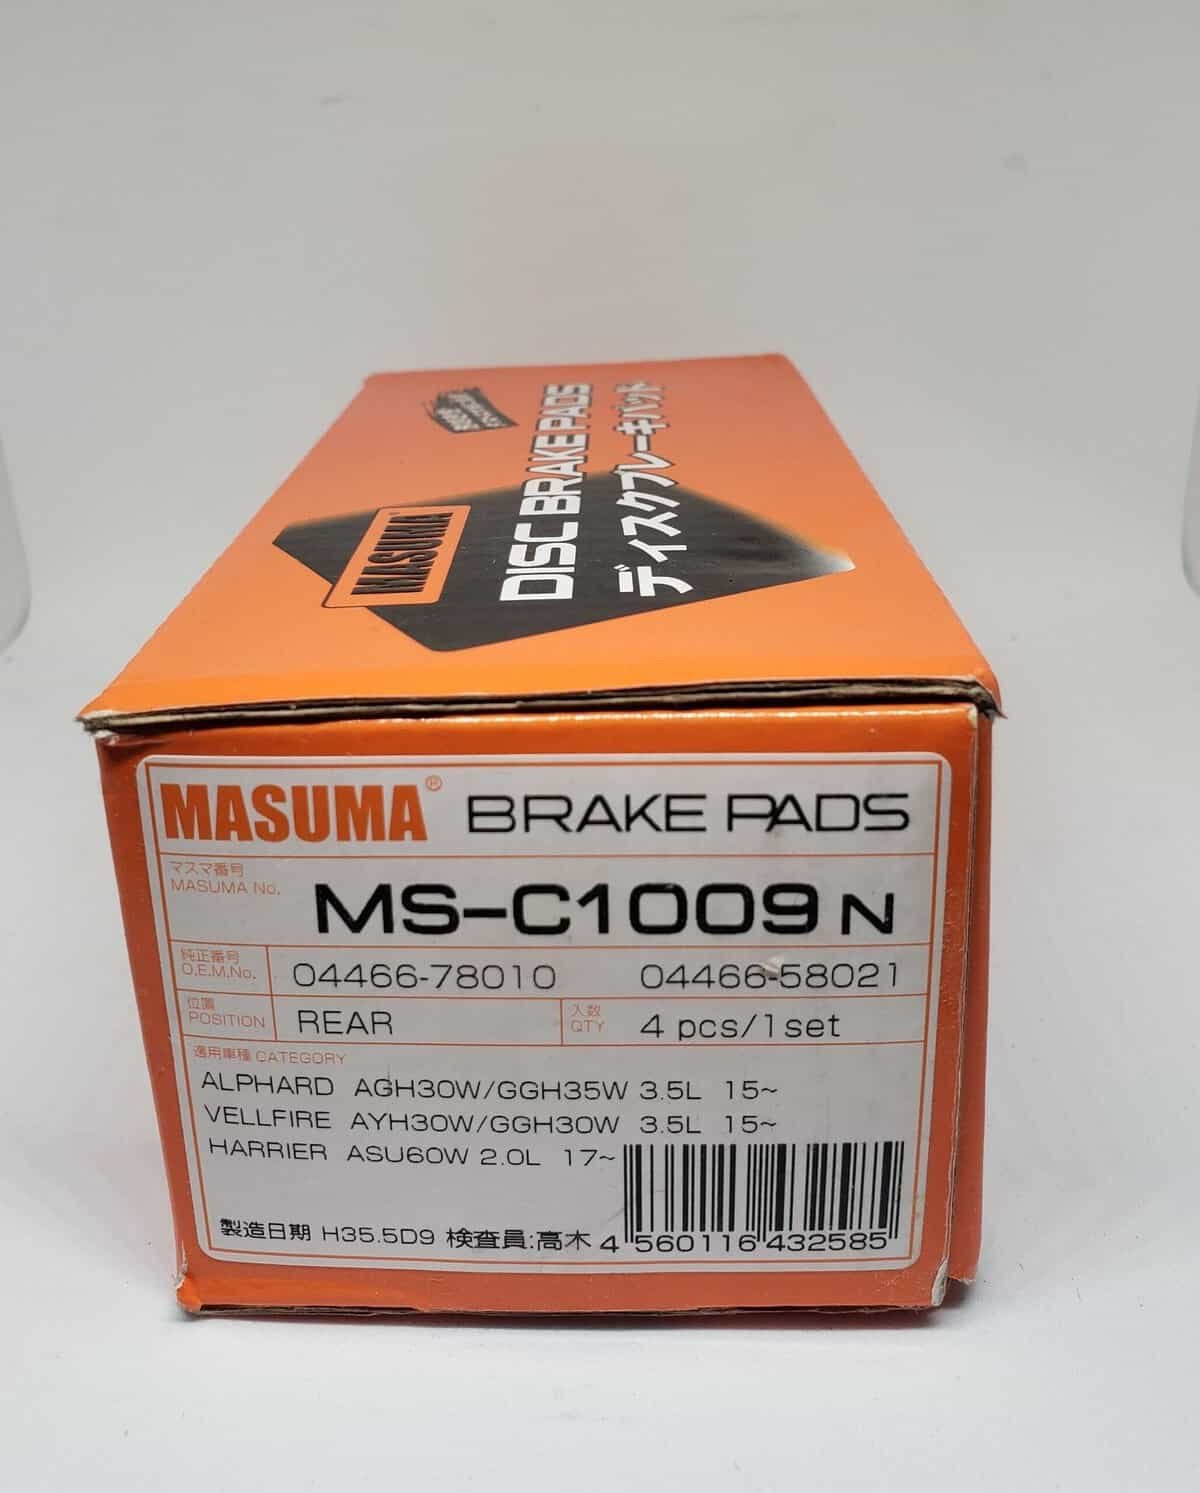 DISC BRAKE PADS
ディスクブレーキパッド
MASUMA
MASUMA® BRAKE PADS
マスマ番号
MASUMA No.
MS-C1009 N
純正番号
O.E.M.No.
04466-78010 04466-58021
位置
POSITION
REAR
入数
QTY
4 pcs/1set
適用車種 CATEGORY
ALPHARD AGH30W/GGH35W 3.5L 15~
VELLFIRE AYH30W/GGH30W 3.5L 15~
HARRIER ASU60W 2.0L 17~
製造日期 H35.5D9 検査員:高木
4 560116 432585